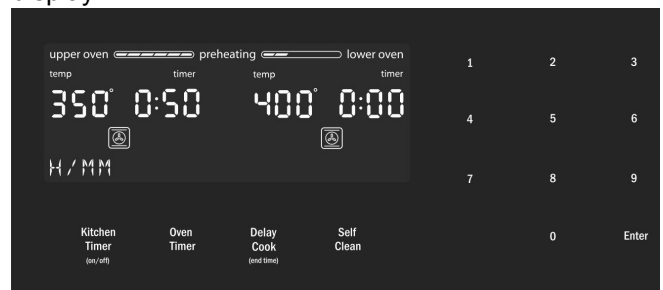 upper oven preheating lower oven
temp timer temp timer
350° 0:50 400° 0:00
H/MM
1 2 3
4 5 6
7 8 9
0 Enter
Kitchen Timer (on/off)
Oven Timer
Delay Cook (end time)
Self Clean